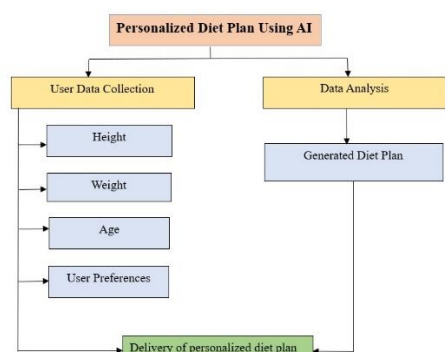 Personalized Diet Plan Using AI
User Data Collection
Data Analysis
Height
Generated Diet Plan
Weight
Age
User Preferences
Delivery of personalized diet plan